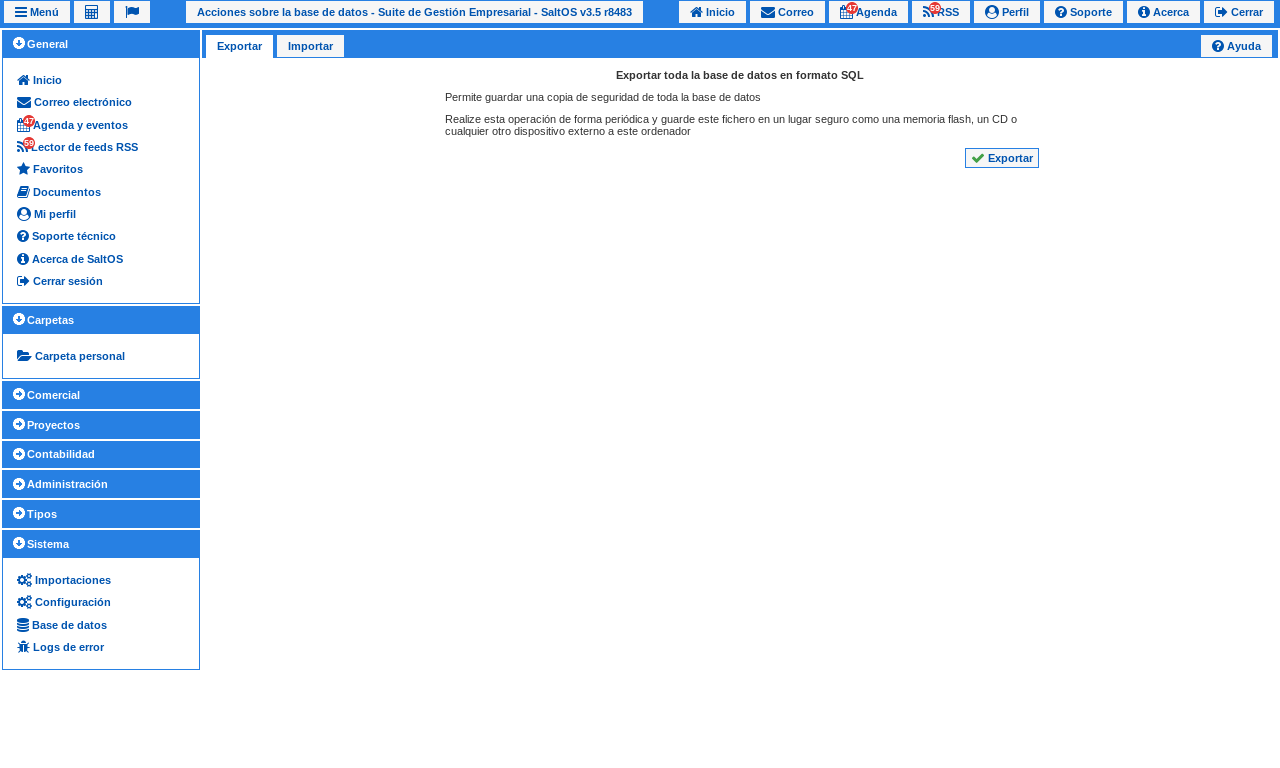 Menú
Acciones sobre la base de datos - Suite de Gestión Empresarial - SaltOS v3.5 r8483
Inicio
Correo
47 Agenda
59 RSS
Perfil
Soporte
Acerca
Cerrar
General
Inicio
Correo electrónico
47 Agenda y eventos
59 Lector de feeds RSS
Favoritos
Documentos
Mi perfil
Soporte técnico
Acerca de SaltOS
Cerrar sesión
Carpetas
Carpeta personal
Comercial
Proyectos
Contabilidad
Administración
Tipos
Sistema
Importaciones
Configuración
Base de datos
Logs de error
Exportar
Importar
Ayuda
Exportar toda la base de datos en formato SQL
Permite guardar una copia de seguridad de toda la base de datos
Realize esta operación de forma periódica y guarde este fichero en un lugar seguro como una memoria flash, un CD o
cualquier otro dispositivo externo a este ordenador
Exportar